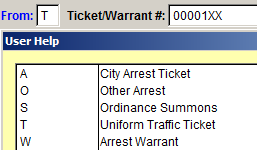 From: T Ticket/Warrant #: 00001XX
User Help
A City Arrest Ticket
O Other Arrest
S Ordinance Summons
T Uniform Traffic Ticket
W Arrest Warrant